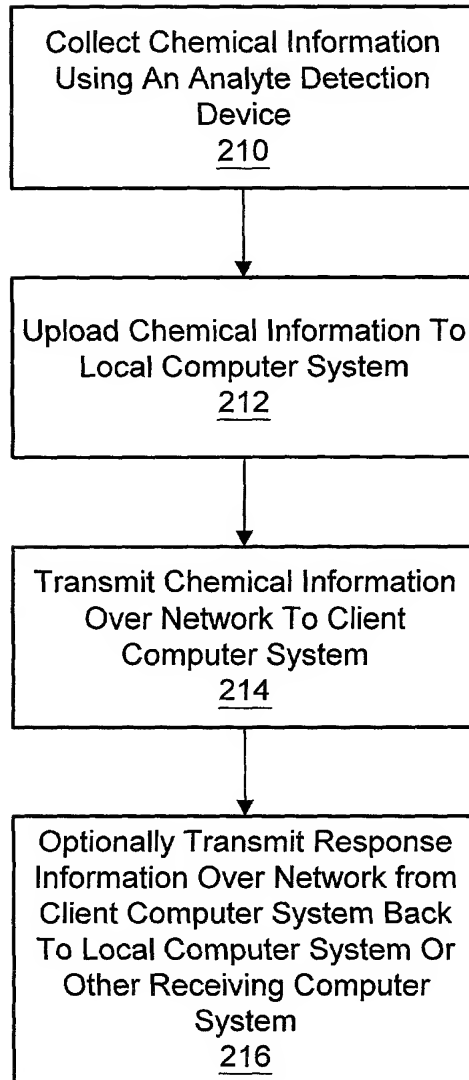 Collect Chemical Information
Using An Analyte Detection
Device
210
Upload Chemical Information To
Local Computer System
212
Transmit Chemical Information
Over Network To Client
Computer System
214
Optionally Transmit Response
Information Over Network from
Client Computer System Back
To Local Computer System Or
Other Receiving Computer
System
216